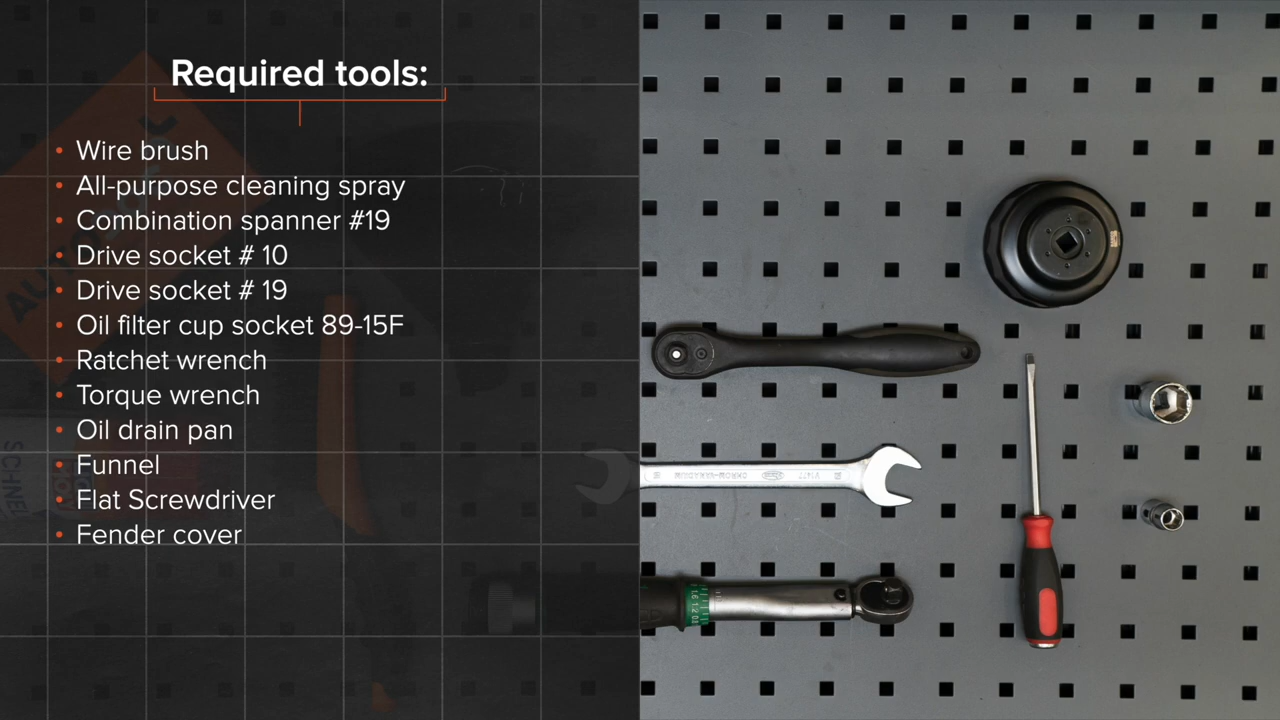 Required tools:
• Wire brush
• All-purpose cleaning spray
• Combination spanner #19
• Drive socket # 10
• Drive socket # 19
• Oil filter cup socket 89-15F
• Ratchet wrench
• Torque wrench
• Oil drain pan
• Funnel
• Flat Screwdriver
• Fender cover